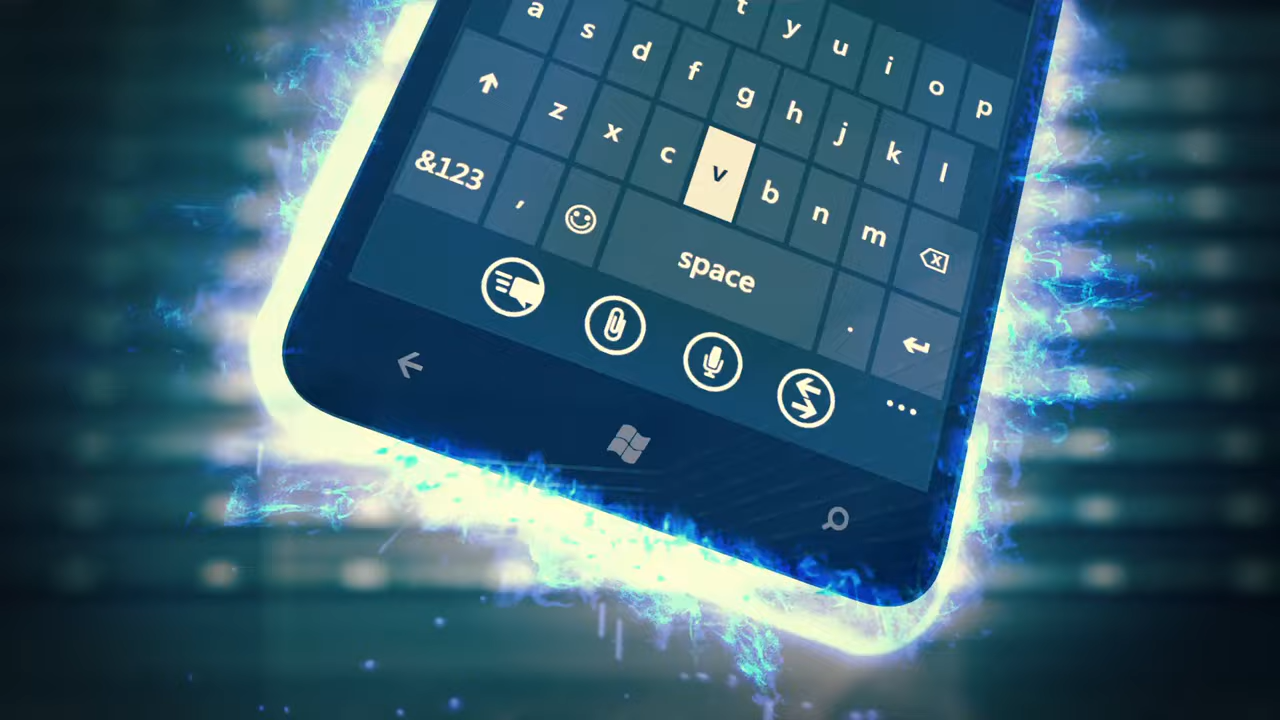 t y u i o p
a s d f g h j k l
z x c v b n m
&123 , space .